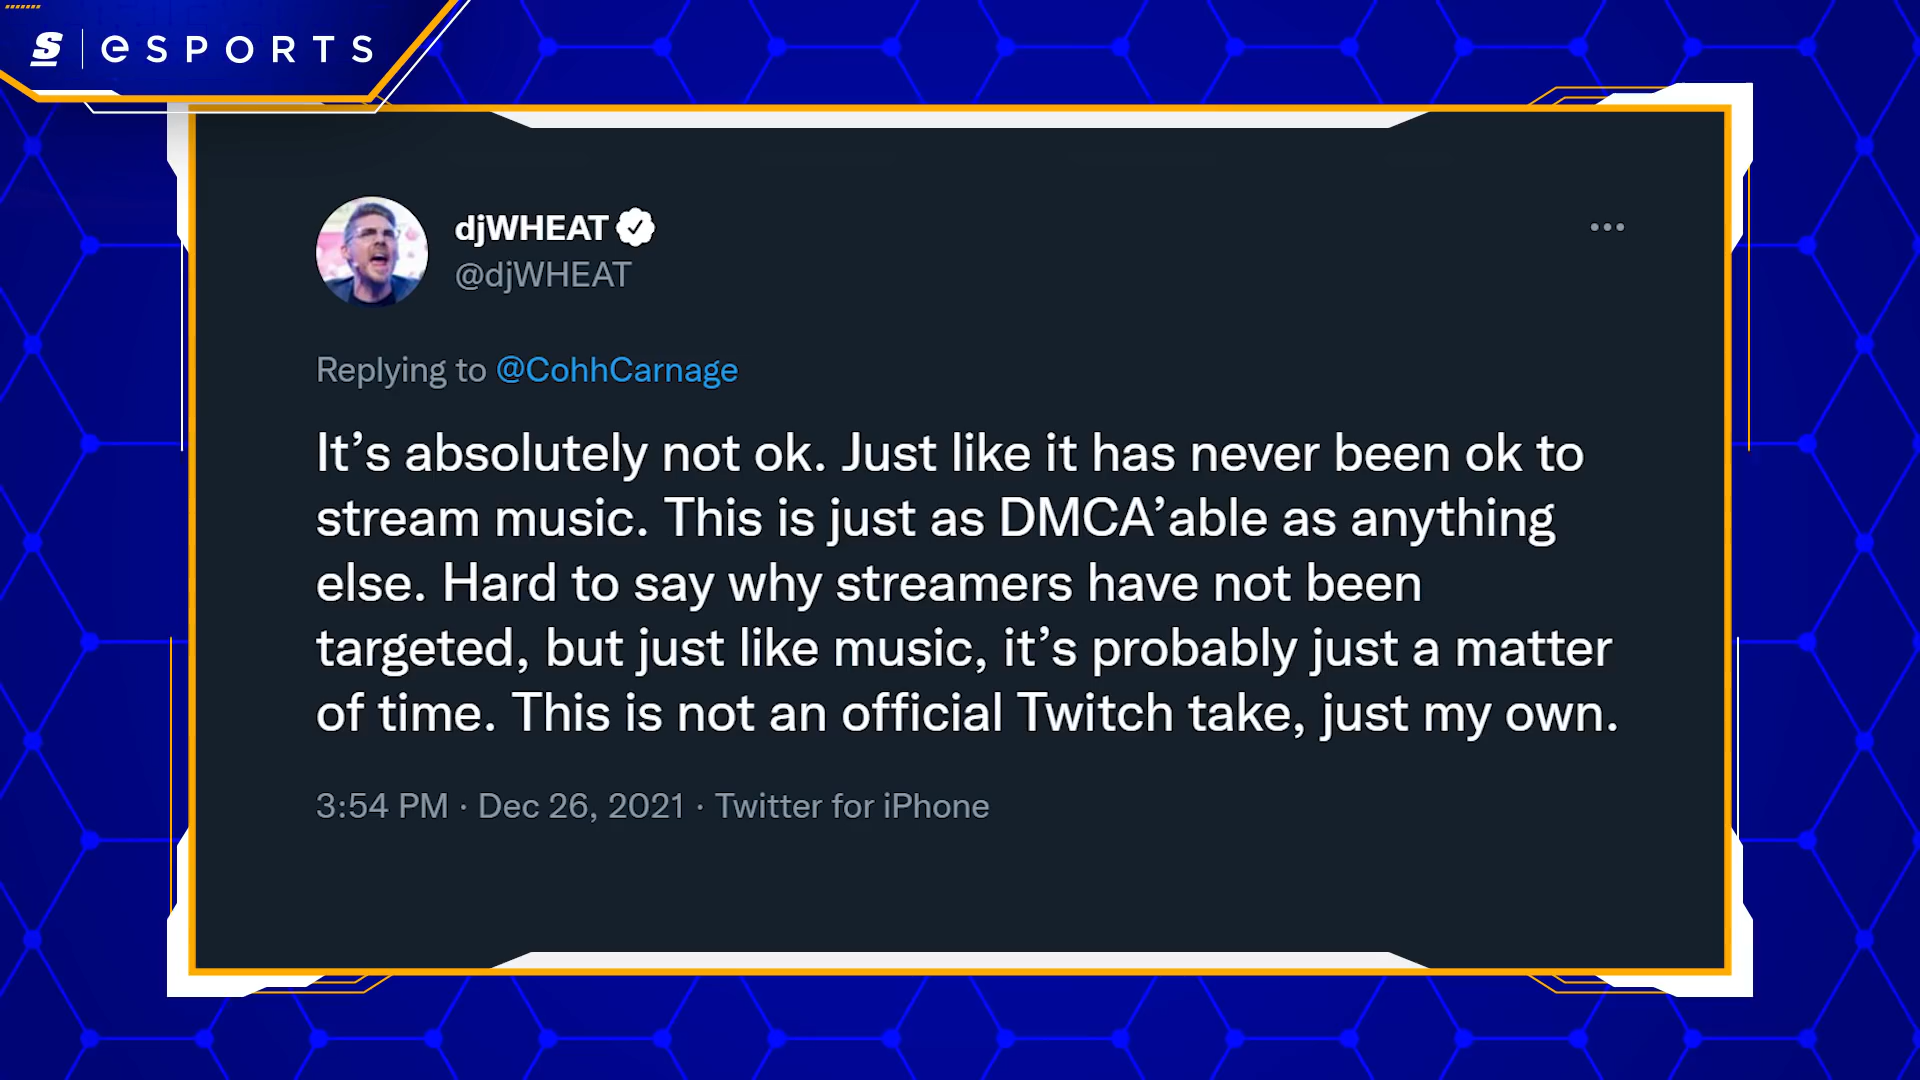 S | eSPORTS
djWHEAT
@djWHEAT
Replying to @CohhCarnage
It’s absolutely not ok. Just like it has never been ok to
stream music. This is just as DMCA’able as anything
else. Hard to say why streamers have not been
targeted, but just like music, it’s probably just a matter
of time. This is not an official Twitch take, just my own.
3:54 PM · Dec 26, 2021 · Twitter for iPhone